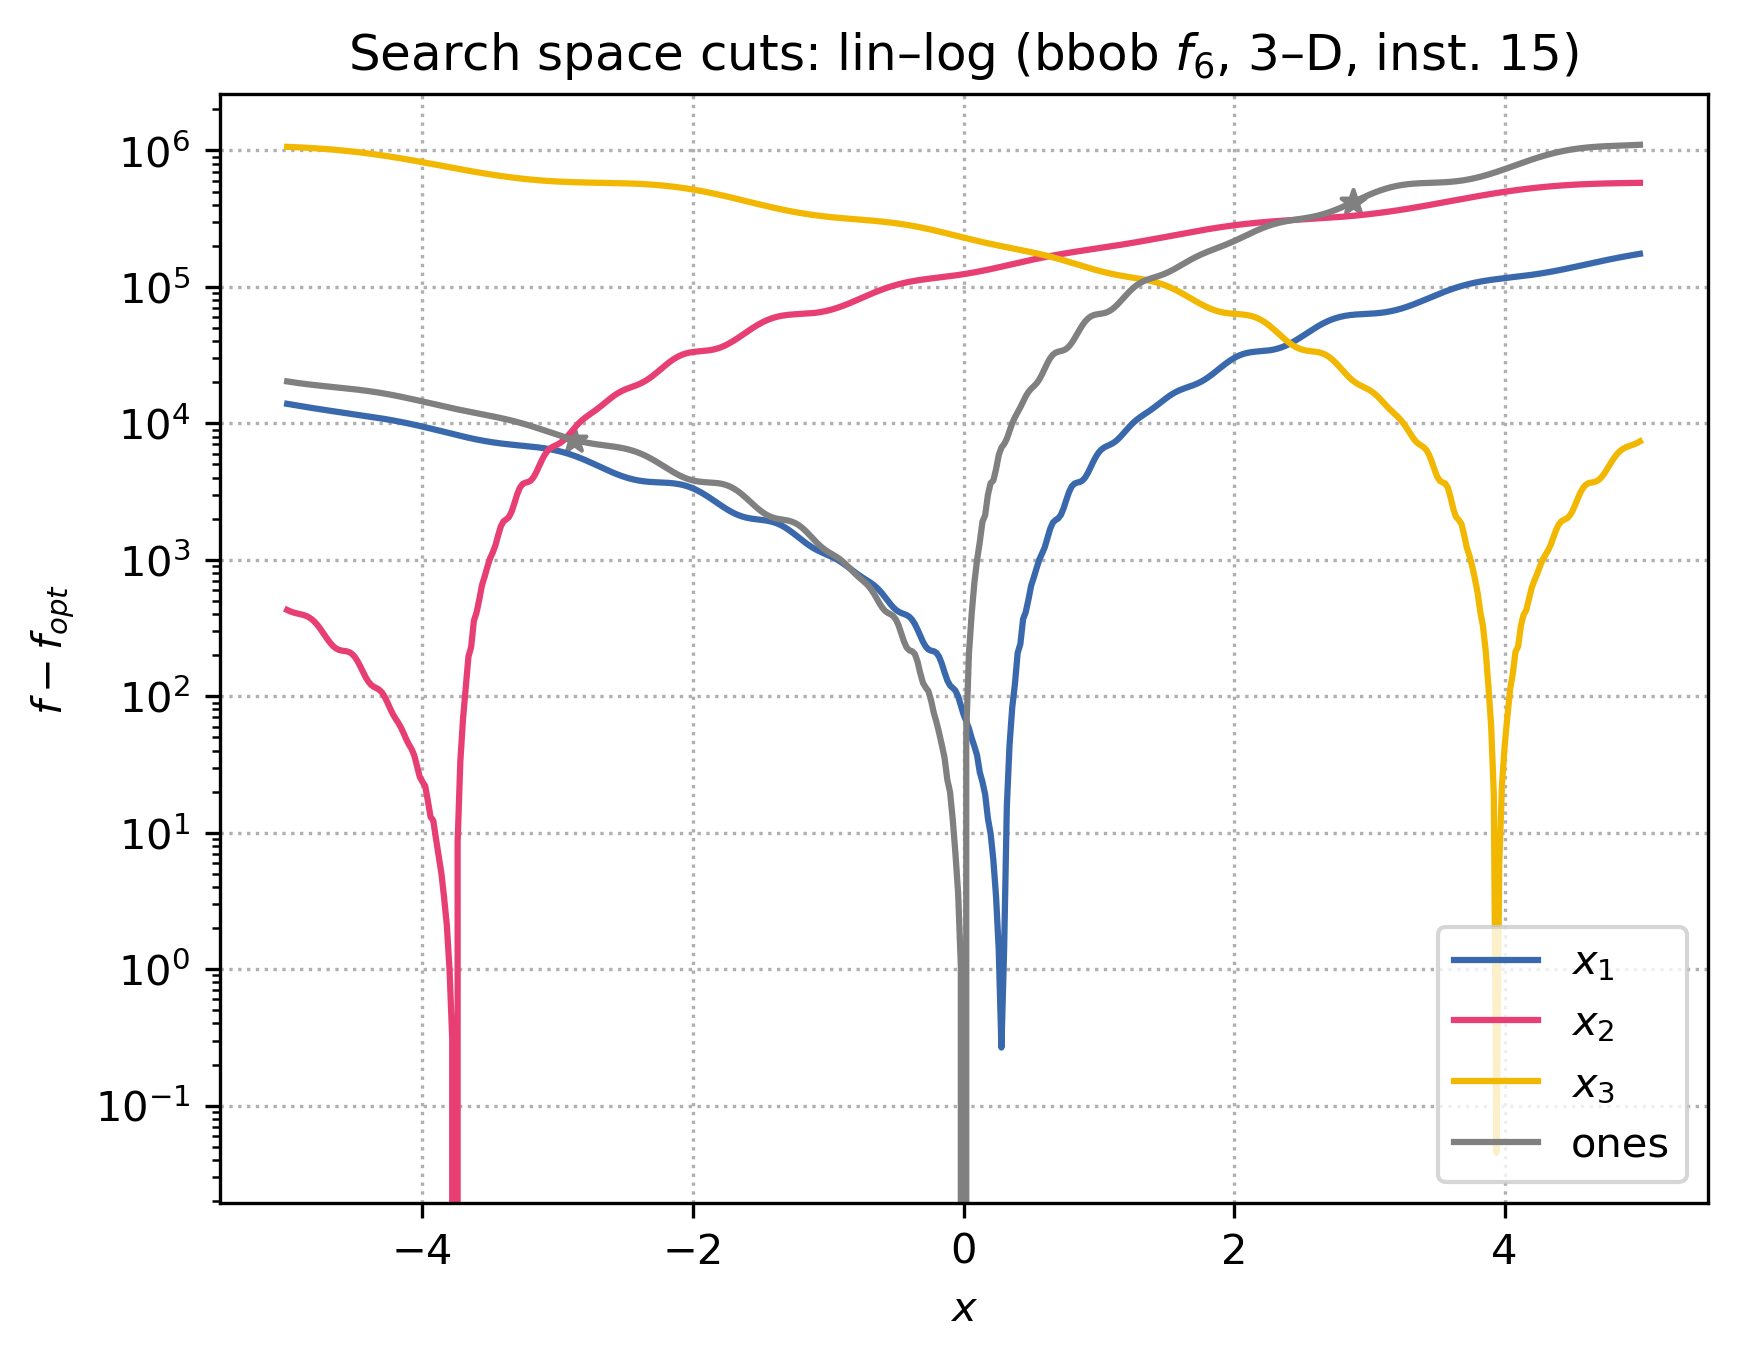 Search space cuts: lin–log (bbob f6, 3–D, inst. 15)
10^6
10^5
10^4
10^3
10^2
10^1
10^0
10^−1
f − fopt
−4
−2
0
2
4
x
x1
x2
x3
ones